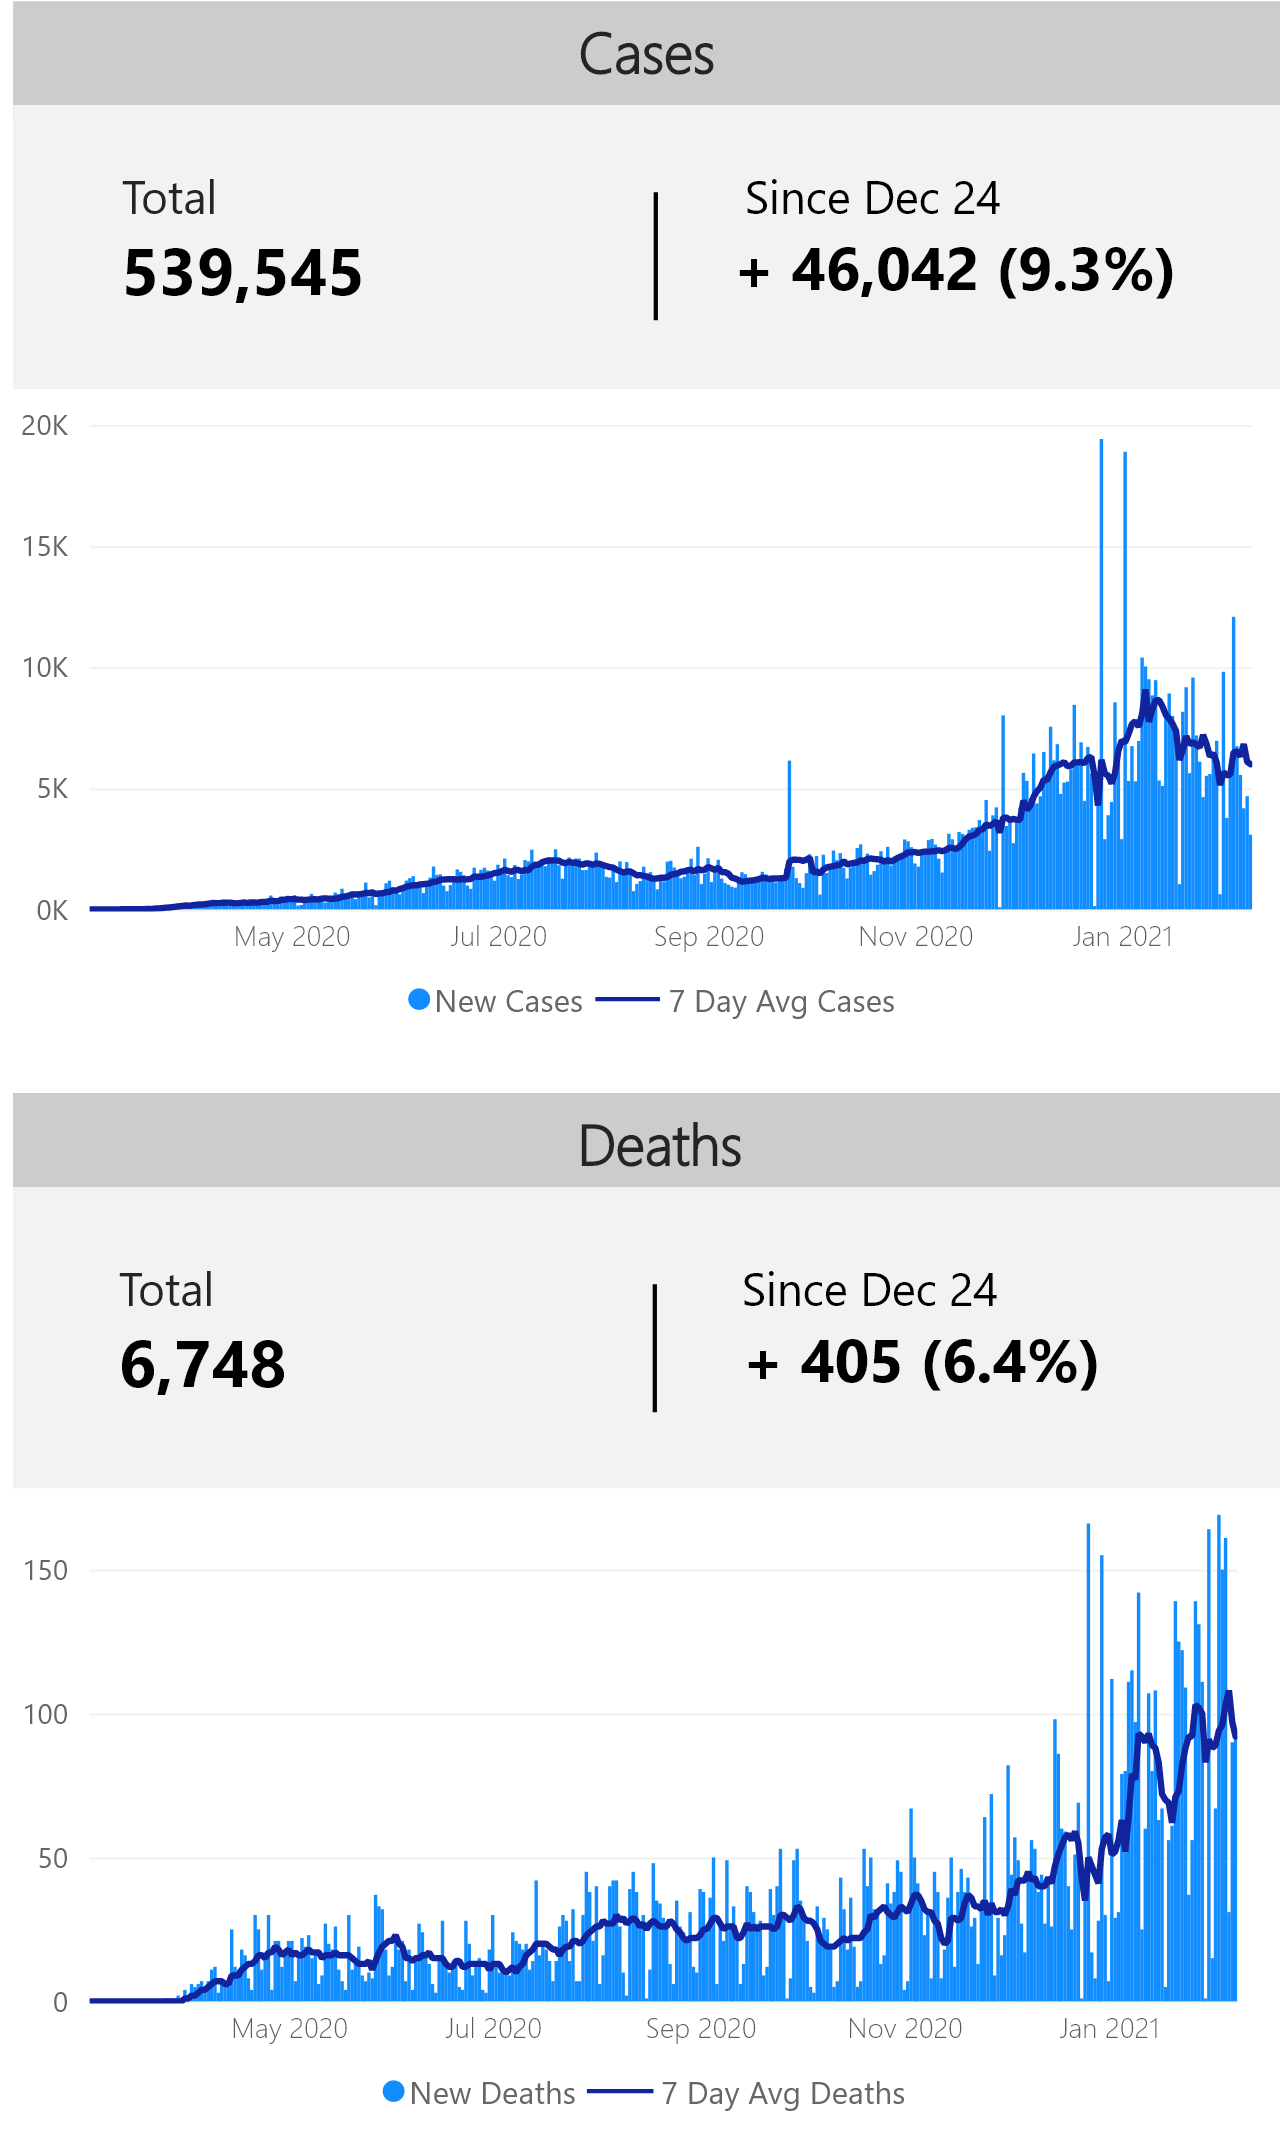 Cases
Total
Since Dec 24
539,545
+ 46,042 (9.3%)
20K
15K
10K
5K
0K
May 2020
Jul 2020
Sep 2020
Nov 2020
Jan 2021
New Cases
7 Day Avg Cases
Deaths
Total
Since Dec 24
6,748
+ 405 (6.4%)
150
100
50
0
May 2020
Jul 2020
Sep 2020
Nov 2020
Jan 2021
New Deaths
7 Day Avg Deaths